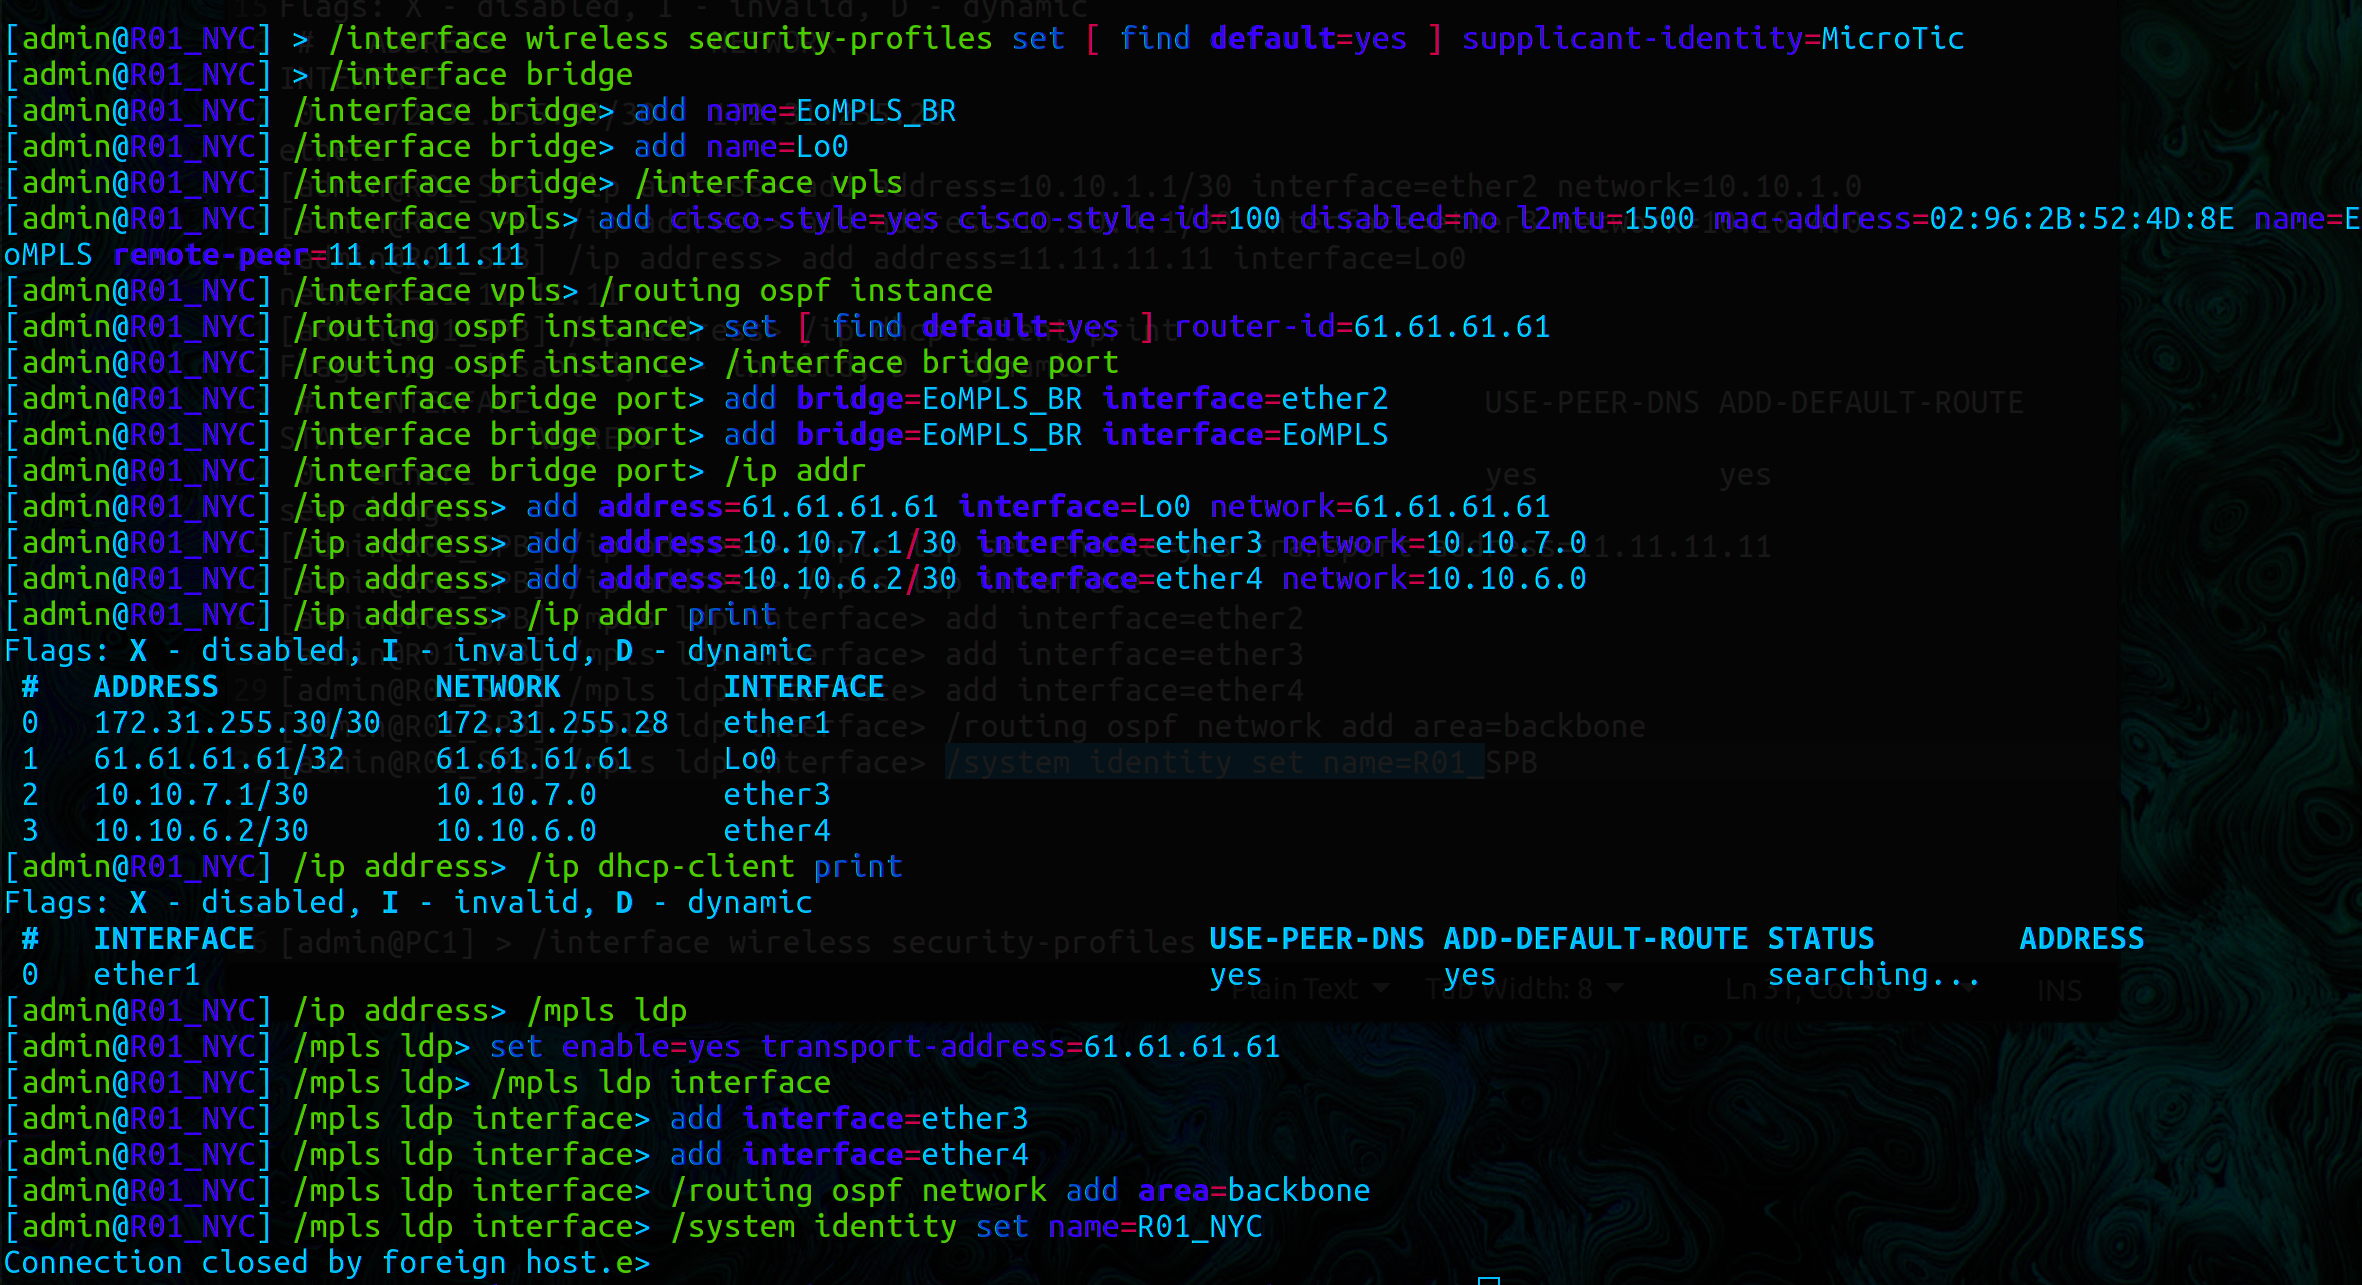 [admin@R01_NYC] > /interface wireless security-profiles set [ find default=yes ] supplicant-identity=MicroTic
[admin@R01_NYC] > /interface bridge
[admin@R01_NYC] /interface bridge> add name=EoMPLS_BR
[admin@R01_NYC] /interface bridge> add name=Lo0
[admin@R01_NYC] /interface bridge> /interface vpls
[admin@R01_NYC] /interface vpls> add cisco-style=yes cisco-style-id=100 disabled=no l2mtu=1500 mac-address=02:96:2B:52:4D:8E name=E
oMPLS remote-peer=11.11.11.11
[admin@R01_NYC] /interface vpls> /routing ospf instance
[admin@R01_NYC] /routing ospf instance> set [ find default=yes ] router-id=61.61.61.61
[admin@R01_NYC] /routing ospf instance> /interface bridge port
[admin@R01_NYC] /interface bridge port> add bridge=EoMPLS_BR interface=ether2
[admin@R01_NYC] /interface bridge port> add bridge=EoMPLS_BR interface=EoMPLS
[admin@R01_NYC] /interface bridge port> /ip addr
[admin@R01_NYC] /ip address> add address=61.61.61.61 interface=Lo0 network=61.61.61.61
[admin@R01_NYC] /ip address> add address=10.10.7.1/30 interface=ether3 network=10.10.7.0
[admin@R01_NYC] /ip address> add address=10.10.6.2/30 interface=ether4 network=10.10.6.0
[admin@R01_NYC] /ip address> /ip addr print
Flags: X - disabled, I - invalid, D - dynamic
# ADDRESS NETWORK INTERFACE
0 172.31.255.30/30 172.31.255.28 ether1
1 61.61.61.61/32 61.61.61.61 Lo0
2 10.10.7.1/30 10.10.7.0 ether3
3 10.10.6.2/30 10.10.6.0 ether4
[admin@R01_NYC] /ip address> /ip dhcp-client print
Flags: X - disabled, I - invalid, D - dynamic
# INTERFACE USE-PEER-DNS ADD-DEFAULT-ROUTE STATUS ADDRESS
0 ether1 yes yes searching...
[admin@R01_NYC] /ip address> /mpls ldp
[admin@R01_NYC] /mpls ldp> set enable=yes transport-address=61.61.61.61
[admin@R01_NYC] /mpls ldp> /mpls ldp interface
[admin@R01_NYC] /mpls ldp interface> add interface=ether3
[admin@R01_NYC] /mpls ldp interface> add interface=ether4
[admin@R01_NYC] /mpls ldp interface> /routing ospf network add area=backbone
[admin@R01_NYC] /mpls ldp interface> /system identity set name=R01_NYC
Connection closed by foreign host.e>